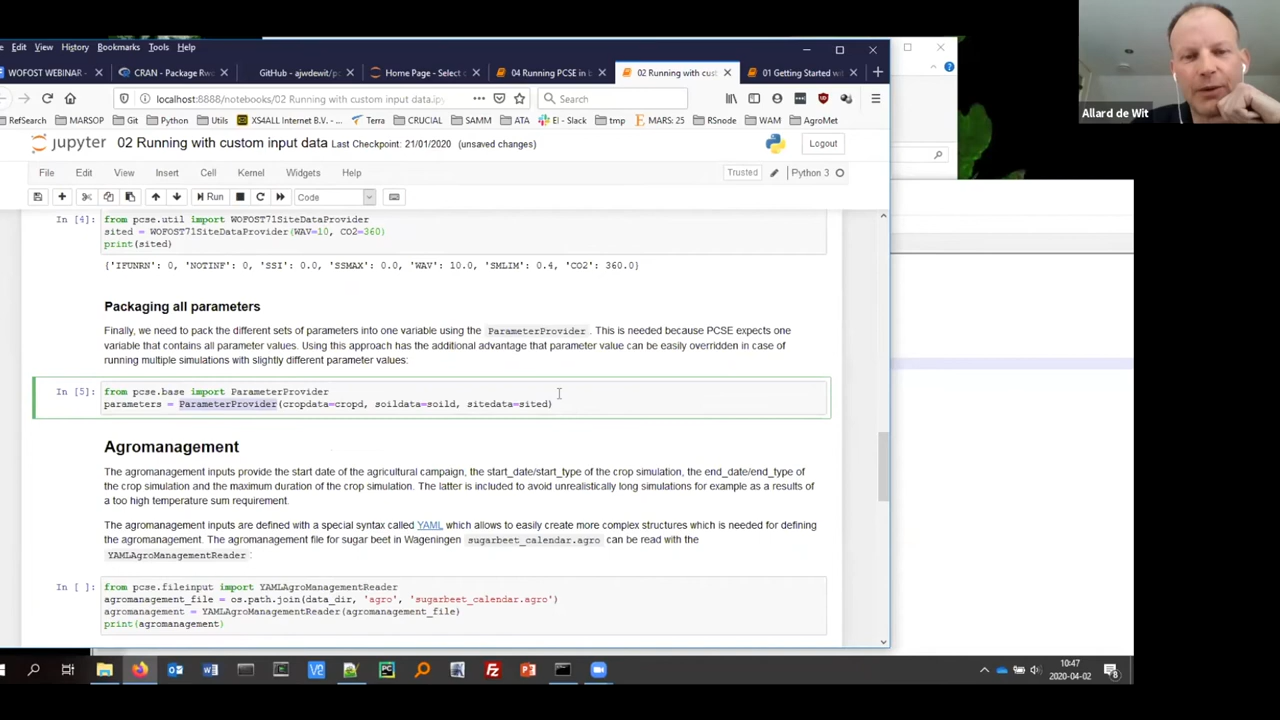 Edit View History Bookmarks Tools Help
WOFOST WEBINAR - CRAN - Package Rw GitHub - ajwdewit/ Home Page - Select 04 Running PCSE in b 02 Running with cust 01 Getting Started wi
localhost:8888/notebooks/02 Running with custom input data.ipy Search
RefSearch MARSOP Git Python Utils XS4ALL Internet B.V. - Terra CRUCIAL SAMM ATA El - Slack tmp MARS: 25 RSnode WAM AgroMet
Allard de Wit
jupyter 02 Running with custom input data Last Checkpoint: 21/01/2020 (unsaved changes) Logout
File Edit View Insert Cell Kernel Widgets Help Trusted Python 3
Run Code
In [4]: from pcse.util import WOFOST71SiteDataProvider
sited = WOFOST71SiteDataProvider(WAV=10, CO2=360)
print(sited)
{'IFUNRN': 0, 'NOTINF': 0, 'SSI': 0.0, 'SSMAX': 0.0, 'WAV': 10.0, 'SMLIM': 0.4, 'CO2': 360.0}
Packaging all parameters
Finally, we need to pack the different sets of parameters into one variable using the ParameterProvider . This is needed because PCSE expects one
variable that contains all parameter values. Using this approach has the additional advantage that parameter value can be easily overridden in case of
running multiple simulations with slightly different parameter values:
In [5]: from pcse.base import ParameterProvider
parameters = ParameterProvider(cropdata=cropd, soildata=soild, sitedata=sited)
Agromanagement
The agromanagement inputs provide the start date of the agricultural campaign, the start_date/start_type of the crop simulation, the end_date/end_type of
the crop simulation and the maximum duration of the crop simulation. The latter is included to avoid unrealistically long simulations for example as a results of
a too high temperature sum requirement.
The agromanagement inputs are defined with a special syntax called YAML which allows to easily create more complex structures which is needed for defining
the agromanagement. The agromanagement file for sugar beet in Wageningen sugarbeet_calendar.agro can be read with the
YAMLAgroManagementReader :
In [ ]: from pcse.fileinput import YAMLAgroManagementReader
agromanagement_file = os.path.join(data_dir, 'agro', 'sugarbeet_calendar.agro')
agromanagement = YAMLAgroManagementReader(agromanagement_file)
print(agromanagement)
10:47
2020-04-02
8